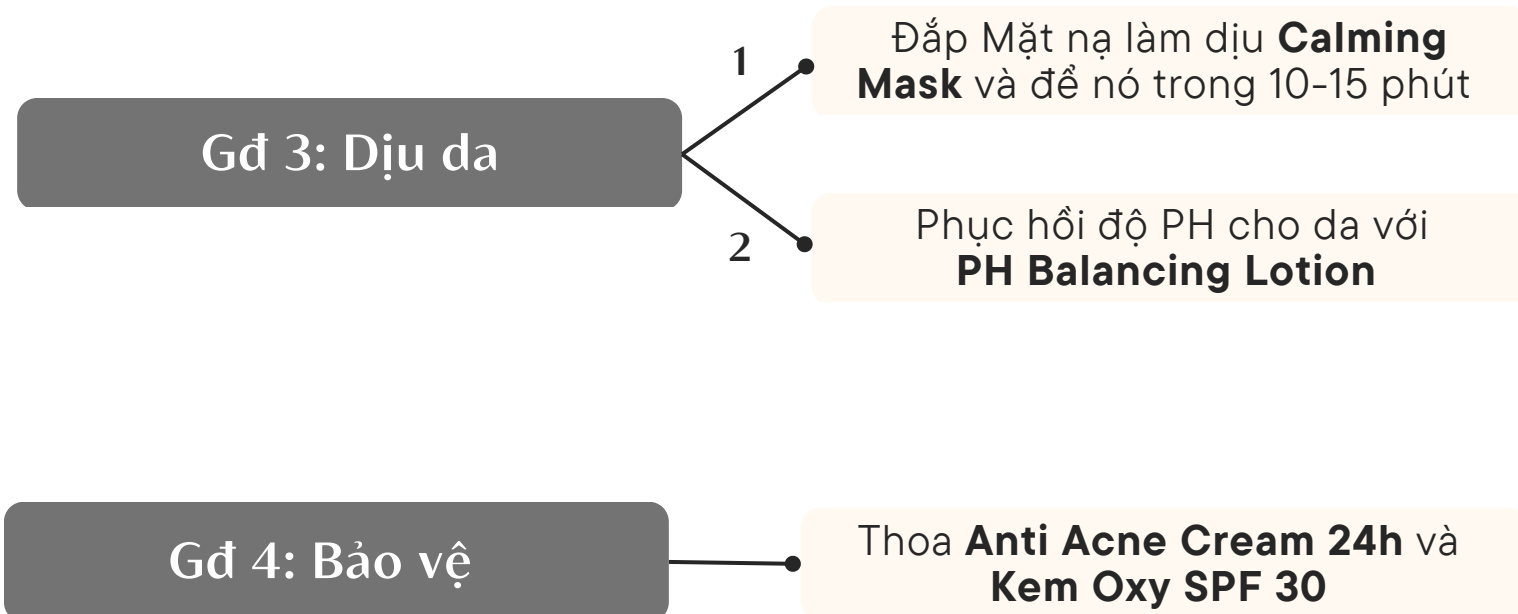 Gđ 3: Dịu da
1
Đắp Mặt nạ làm dịu Calming
Mask và để nó trong 10-15 phút
2
Phục hồi độ PH cho da với
PH Balancing Lotion
Gđ 4: Bảo vệ
Thoa Anti Acne Cream 24h và
Kem Oxy SPF 30